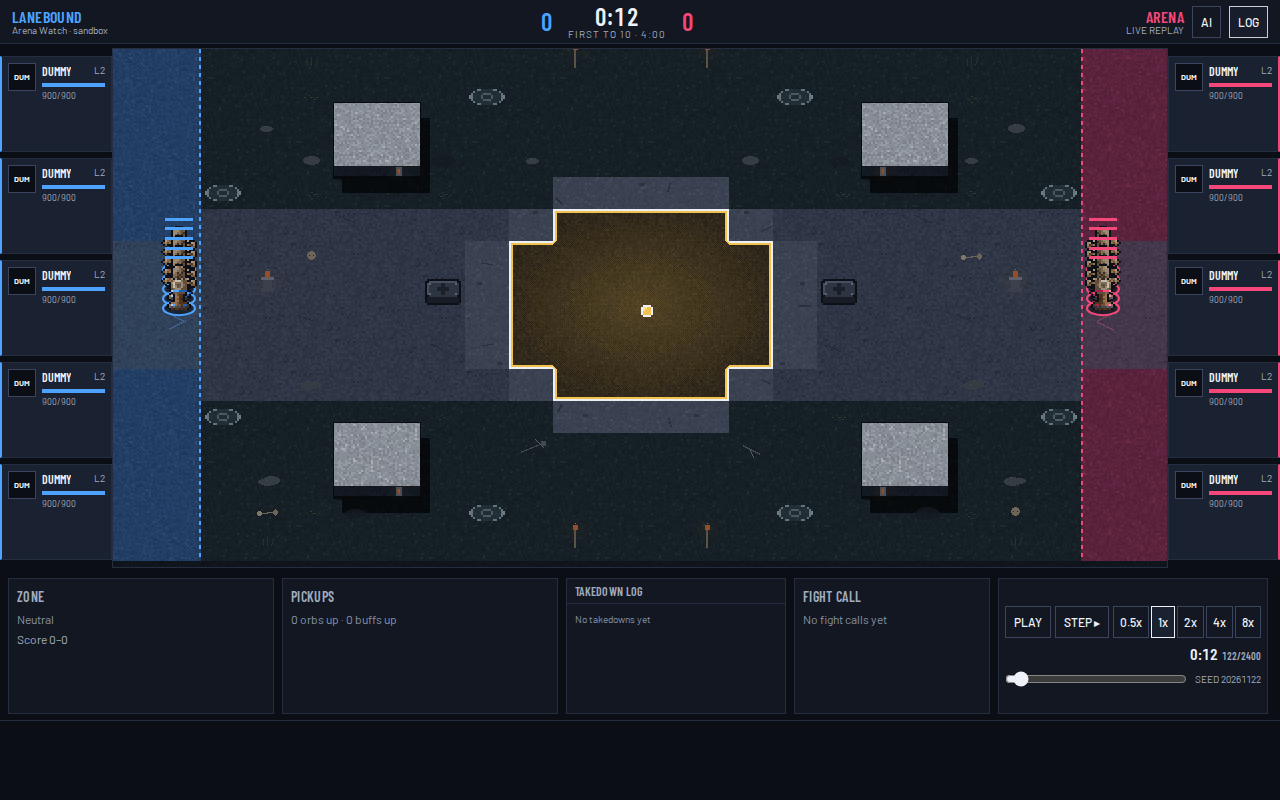 LANEBOUND
Arena Watch · sandbox
0 0:12 0
FIRST TO 10 · 4:00
ARENA
LIVE REPLAY
AI
LOG
DUM DUMMY L2
900/900
DUM DUMMY L2
900/900
DUM DUMMY L2
900/900
DUM DUMMY L2
900/900
DUM DUMMY L2
900/900
DUM DUMMY L2
900/900
DUM DUMMY L2
900/900
DUM DUMMY L2
900/900
DUM DUMMY L2
900/900
DUM DUMMY L2
900/900
ZONE
Neutral
Score 0–0
PICKUPS
0 orbs up · 0 buffs up
TAKEDOWN LOG
No takedowns yet
FIGHT CALL
No fight calls yet
PLAY STEP▸ 0.5x 1x 2x 4x 8x
0:12 122/2400
SEED 20261122